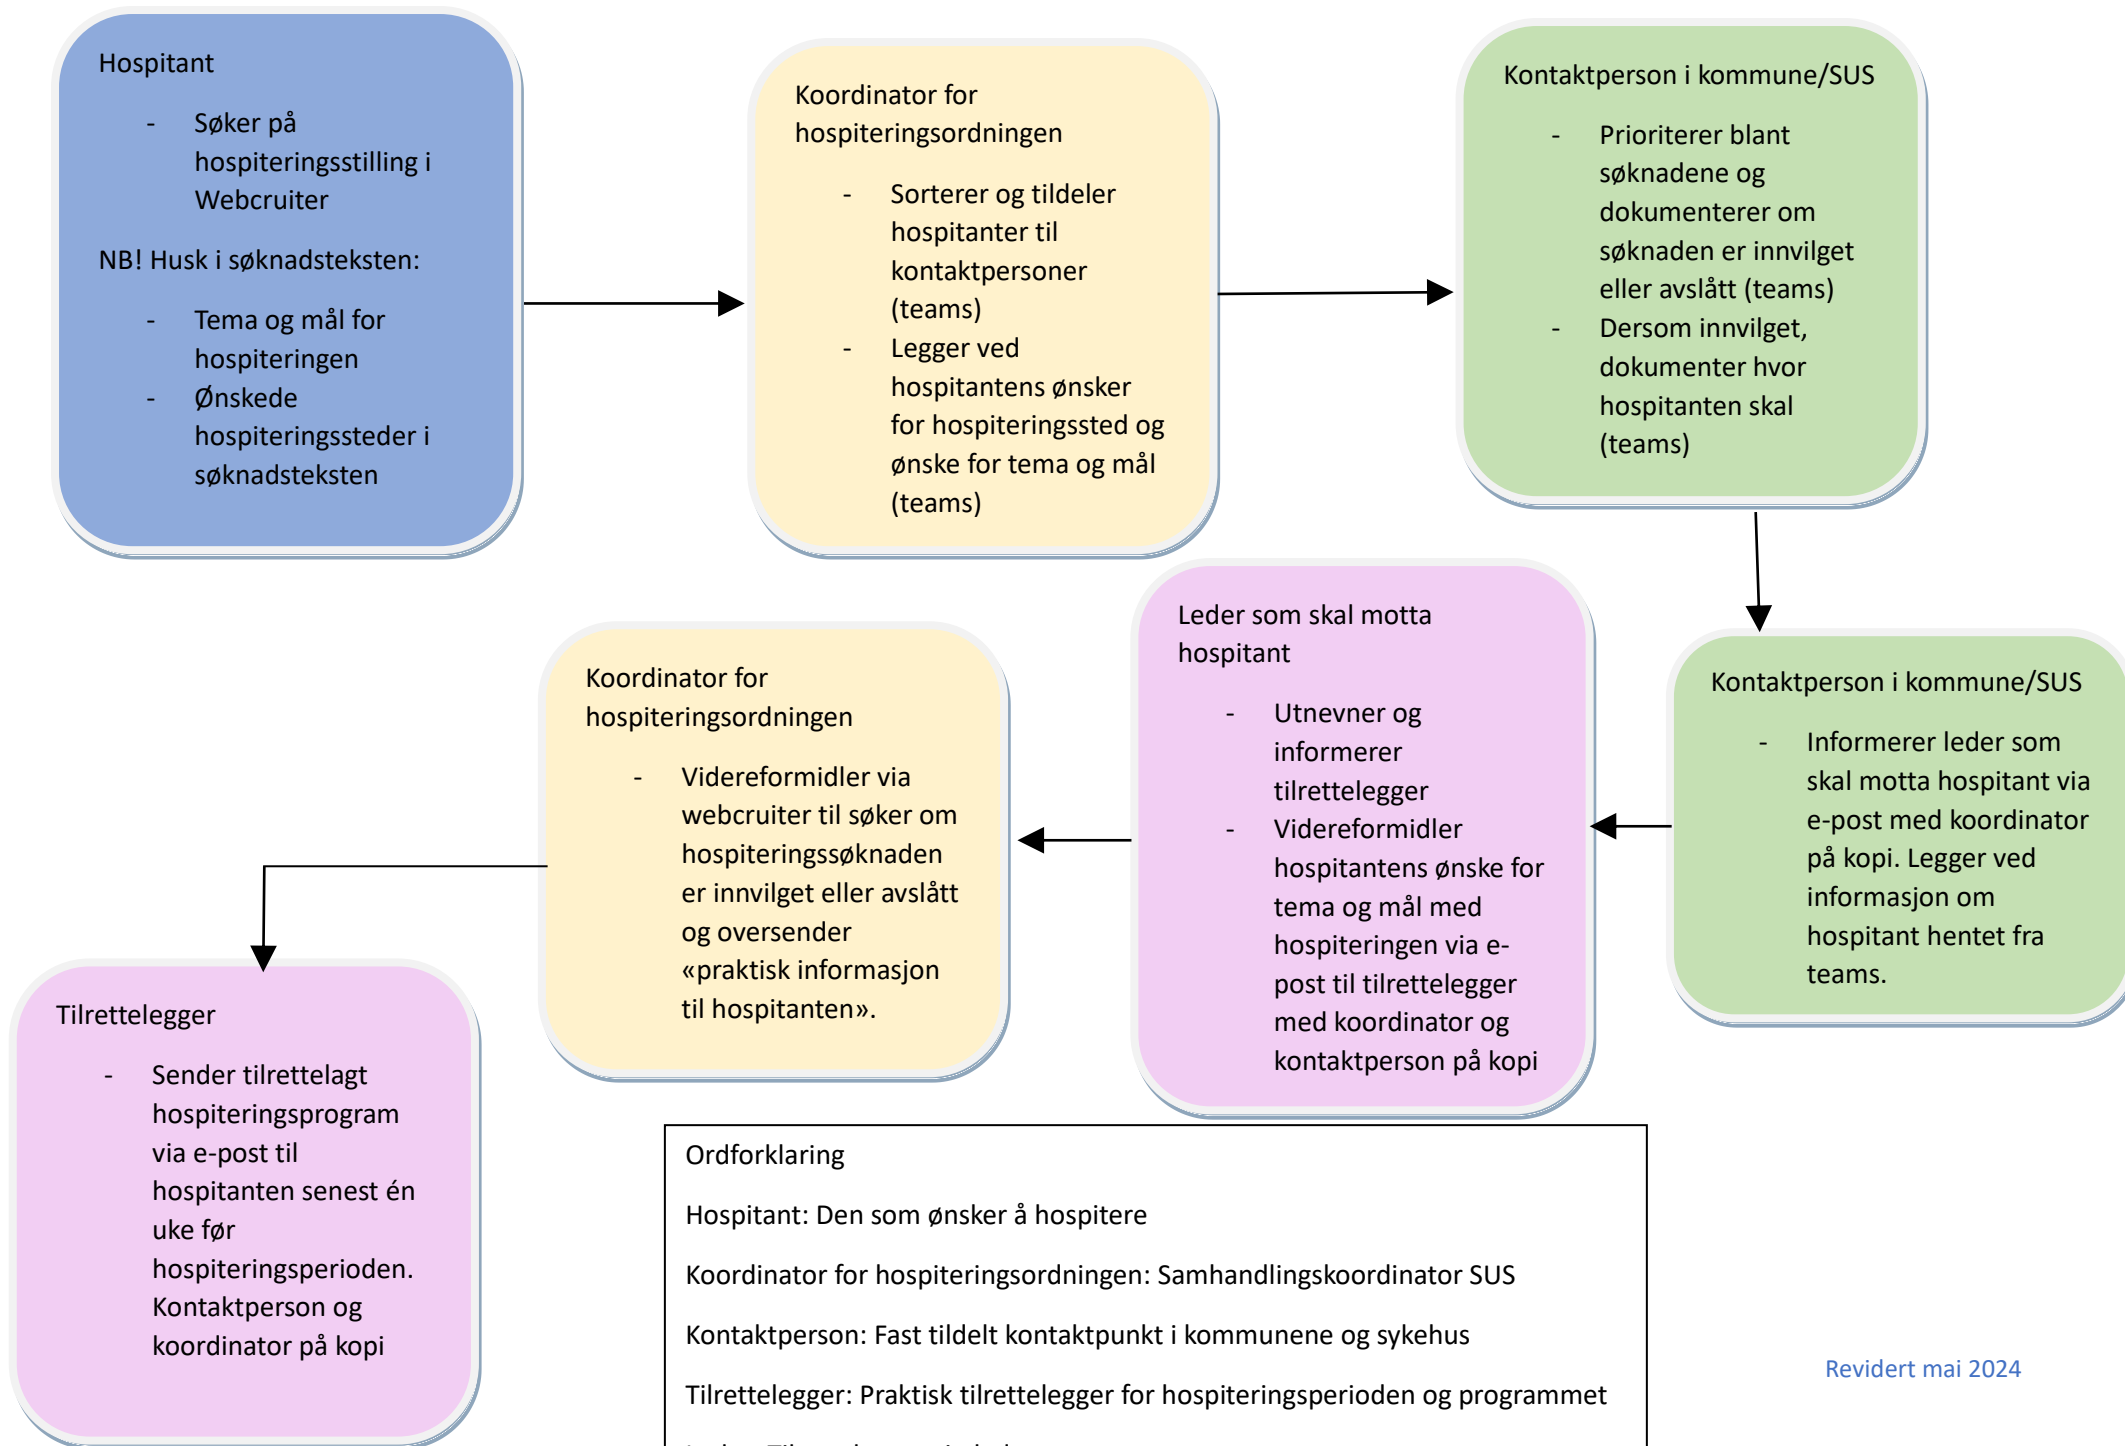 Hospitant
- Søker på
hospiteringsstilling i
Webcruiter
NB! Husk i søknadsteksten:
- Tema og mål for
hospiteringen
- Ønskede
hospiteringssteder i
søknadsteksten
Koordinator for
hospiteringsordningen
- Sorterer og tildeler
hospitanter til
kontaktpersoner
(teams)
- Legger ved
hospitantens ønsker
for hospiteringssted og
ønske for tema og mål
(teams)
Kontaktperson i kommune/SUS
- Prioriterer blant
søknadene og
dokumenterer om
søknaden er innvilget
eller avslått (teams)
- Dersom innvilget,
dokumenter hvor
hospitanten skal
(teams)
Kontaktperson i kommune/SUS
- Informerer leder som
skal motta hospitant via
e-post med koordinator
på kopi. Legger ved
informasjon om
hospitant hentet fra
teams.
Leder som skal motta
hospitant
- Utnevner og
informerer
tilrettelegger
- Videreformidler
hospitantens ønske for
tema og mål med
hospiteringen via e-
post til tilrettelegger
med koordinator og
kontaktperson på kopi
Koordinator for
hospiteringsordningen
- Videreformidler via
webcruiter til søker om
hospiteringssøknaden
er innvilget eller avslått
og oversender
«praktisk informasjon
til hospitanten».
Tilrettelegger
- Sender tilrettelagt
hospiteringsprogram
via e-post til
hospitanten senest én
uke før
hospiteringsperioden.
Kontaktperson og
koordinator på kopi
Ordforklaring
Hospitant: Den som ønsker å hospitere
Koordinator for hospiteringsordningen: Samhandlingskoordinator SUS
Kontaktperson: Fast tildelt kontaktpunkt i kommunene og sykehus
Tilrettelegger: Praktisk tilrettelegger for hospiteringsperioden og programmet
Revidert mai 2024